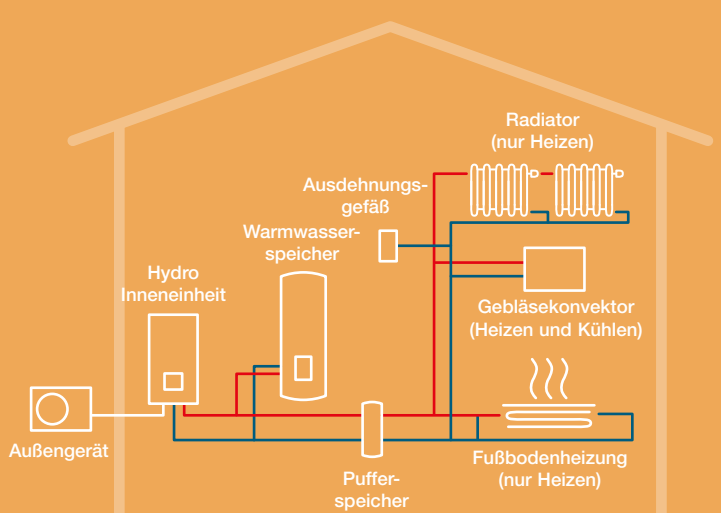 Radiator
(nur Heizen)
Ausdehnungs-
gefäß
Warmwasser-
speicher
Hydro
Inneneinheit
Gebläsekonvektor
(Heizen und Kühlen)
Außengerät
Fußbodenheizung
(nur Heizen)
Puffer-
speicher